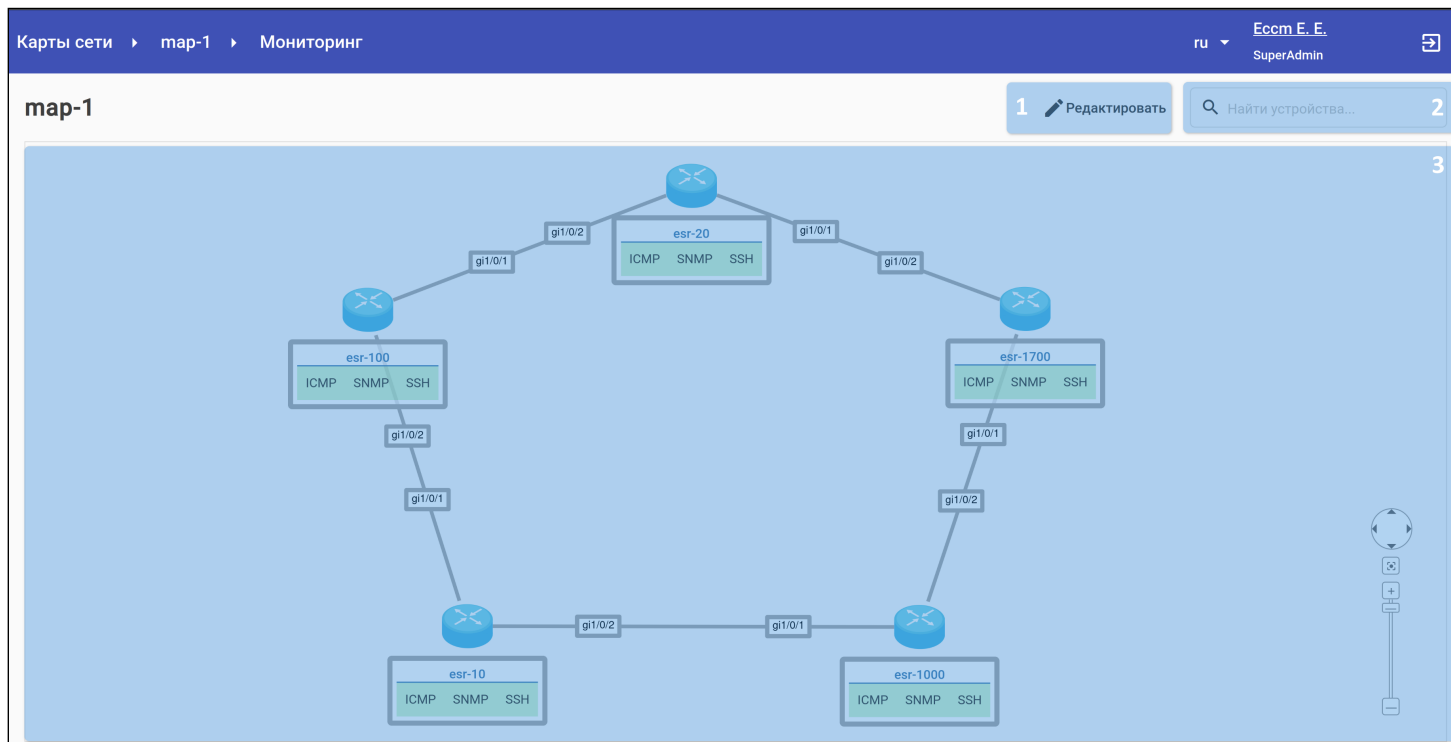 Карты сети map-1 Мониторинг ru Eccm E. E.
SuperAdmin
map-1 1 Редактировать Найти устройства... 2
3
gi1/0/2 esr-20 gi1/0/1
ICMP SNMP SSH
gi1/0/1 gi1/0/2
esr-100 esr-1700
ICMP SNMP SSH ICMP SNMP SSH
gi1/0/2 gi1/0/1
gi1/0/1 gi1/0/2
gi1/0/2 gi1/0/1
esr-10 esr-1000
ICMP SNMP SSH ICMP SNMP SSH